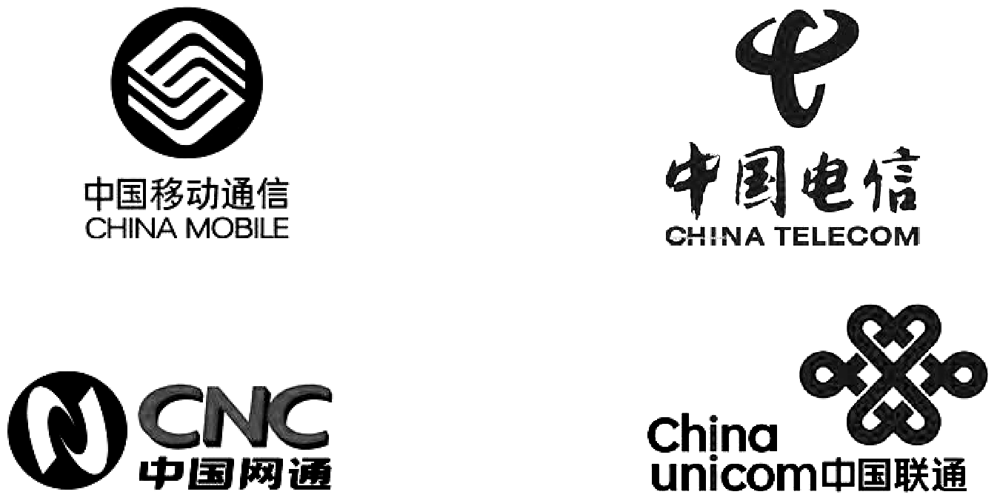 中国移动通信
CHINA MOBILE
中国电信
CHINA TELECOM
CNC
中国网通
China
unicom中国联通